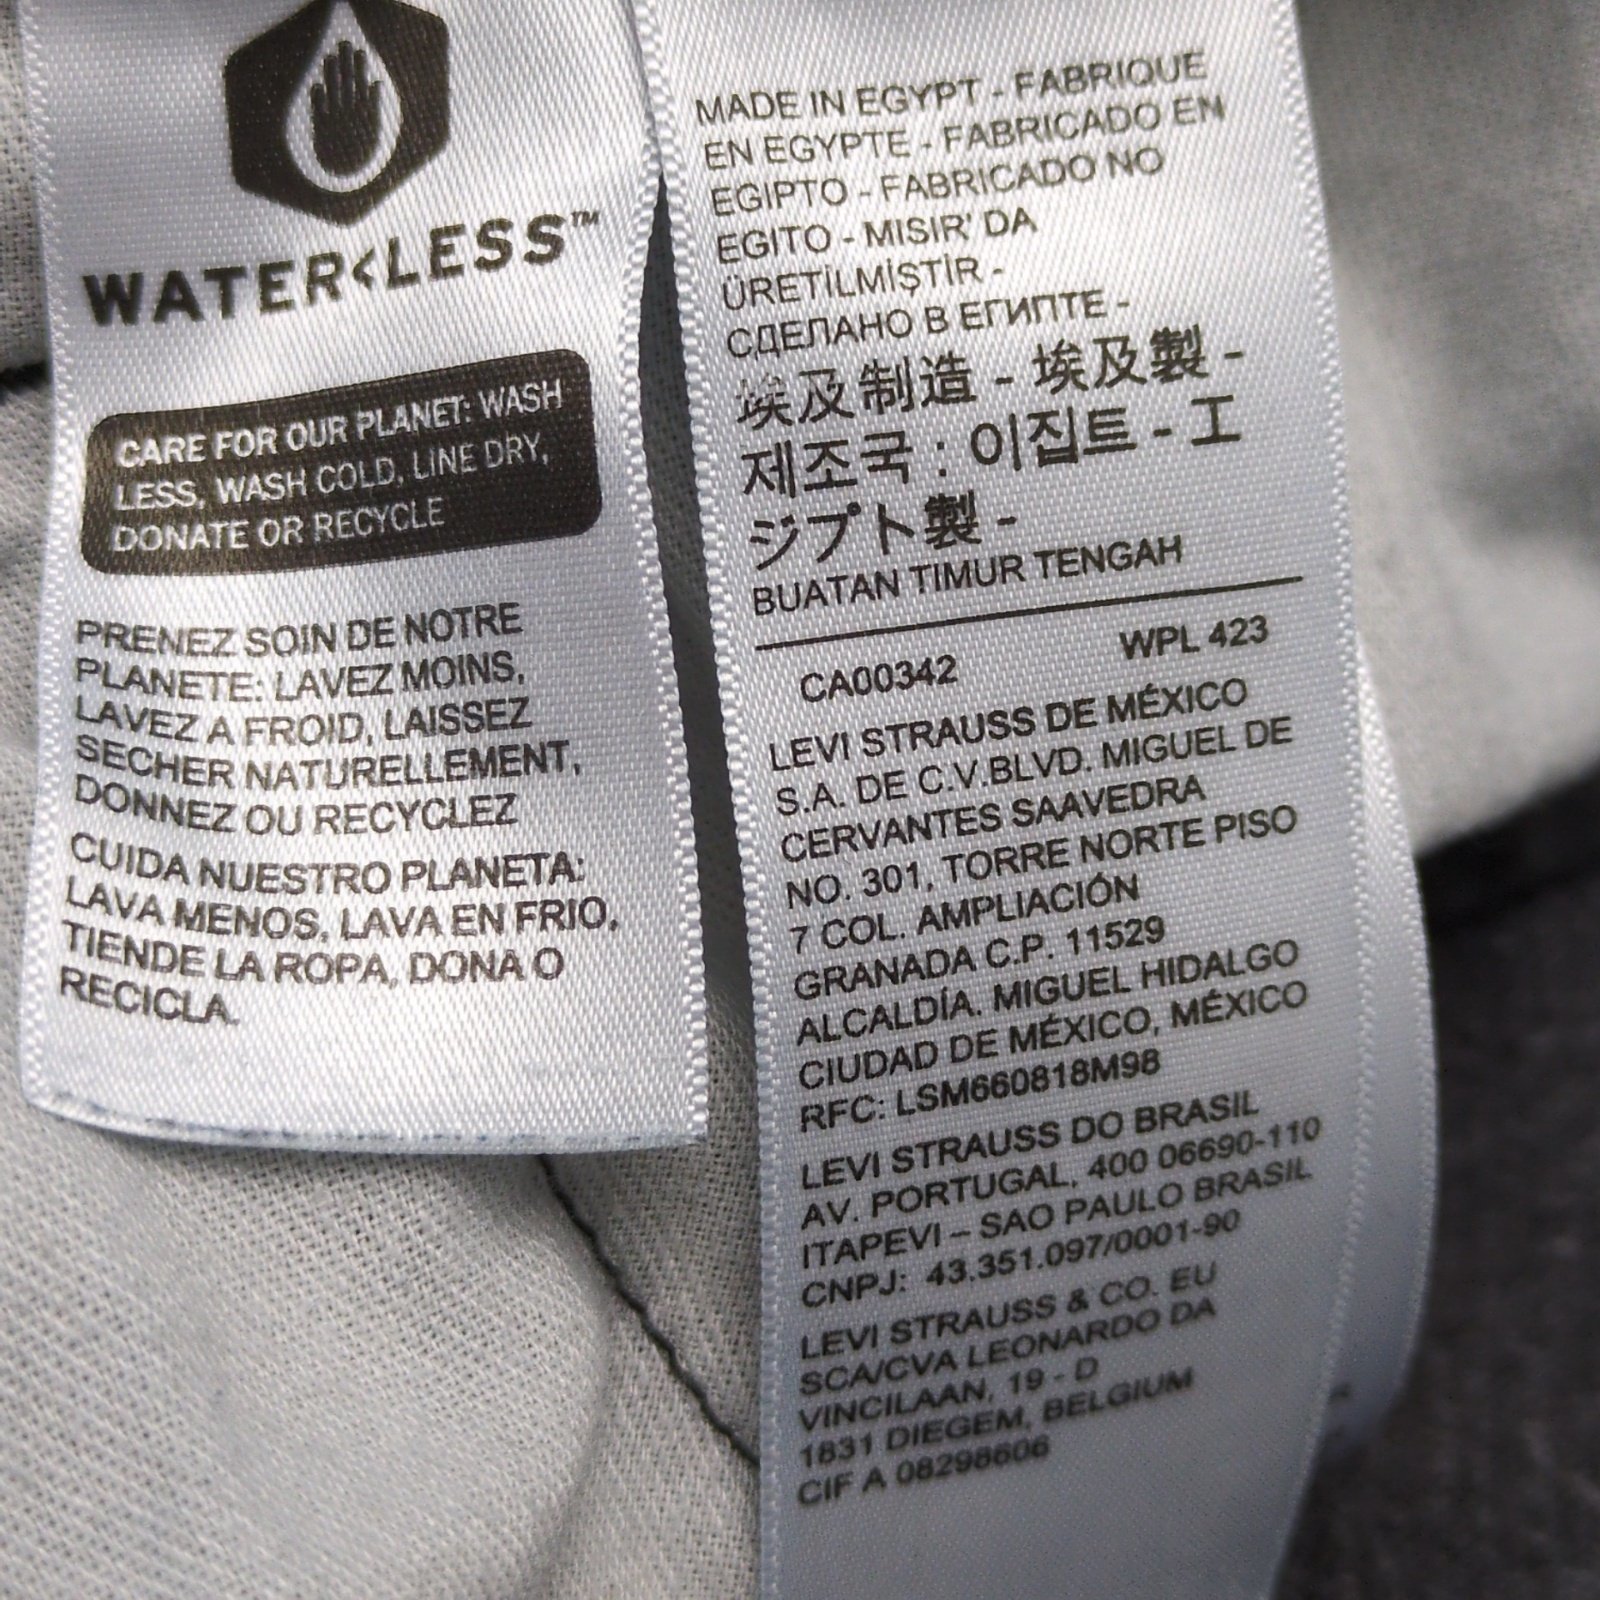 WATER<LESS™
CARE FOR OUR PLANET: WASH
LESS, WASH COLD, LINE DRY,
DONATE OR RECYCLE
PRENEZ SOIN DE NOTRE
PLANETE: LAVEZ MOINS,
LAVEZ A FROID, LAISSEZ
SECHER NATURELLEMENT,
DONNEZ OU RECYCLEZ
CUIDA NUESTRO PLANETA:
LAVA MENOS, LAVA EN FRIO,
TIENDE LA ROPA, DONA O
RECICLA.
MADE IN EGYPT - FABRIQUE
EN EGYPTE - FABRICADO EN
EGIPTO - FABRICADO NO
EGITO - MISIR' DA
ÜRETİLMİŞTİR -
СДЕЛАНО В ЕГИПТЕ -
埃及制造 - 埃及製 -
제조국 : 이집트 - エ
ジプト製 -
BUATAN TIMUR TENGAH
CA00342 WPL 423
LEVI STRAUSS DE MÉXICO
S.A. DE C.V.BLVD. MIGUEL DE
CERVANTES SAAVEDRA
NO. 301, TORRE NORTE PISO
7 COL. AMPLIACIÓN
GRANADA C.P. 11529
ALCALDÍA. MIGUEL HIDALGO
CIUDAD DE MÉXICO, MÉXICO
RFC: LSM660818M98
LEVI STRAUSS DO BRASIL
AV. PORTUGAL, 400 06690-110
ITAPEVI – SAO PAULO BRASIL
CNPJ: 43.351.097/0001-90
LEVI STRAUSS & CO. EU
SCA/CVA LEONARDO DA
VINCILAAN, 19 - D
1831 DIEGEM, BELGIUM
CIF A 08298606